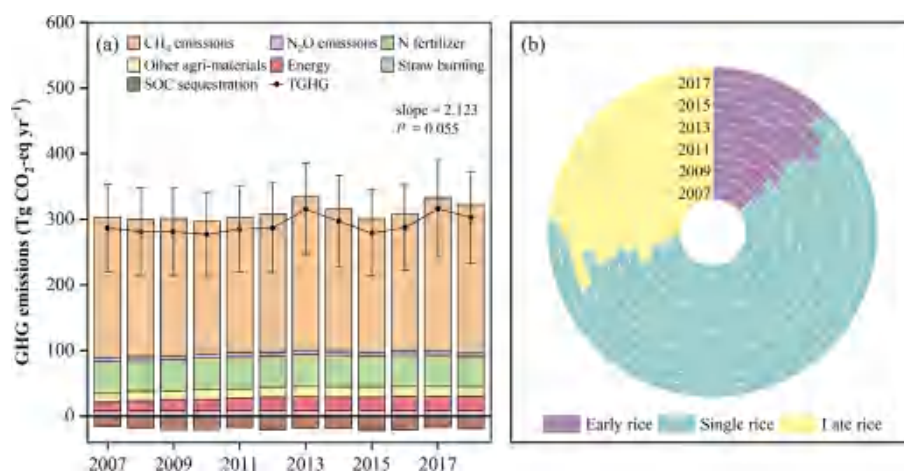 (a)
CH₄ emissions
N₂O emissions
N fertilizer
Other agri-materials
Energy
Straw burning
SOC sequestration
TGHG
slope = 2.123
P = 0.055
GHG emissions (Tg CO₂-eq yr⁻¹)
600
500
400
300
200
100
0
2007
2009
2011
2013
2015
2017
(b)
2017
2015
2013
2011
2009
2007
Early rice
Single rice
Late rice